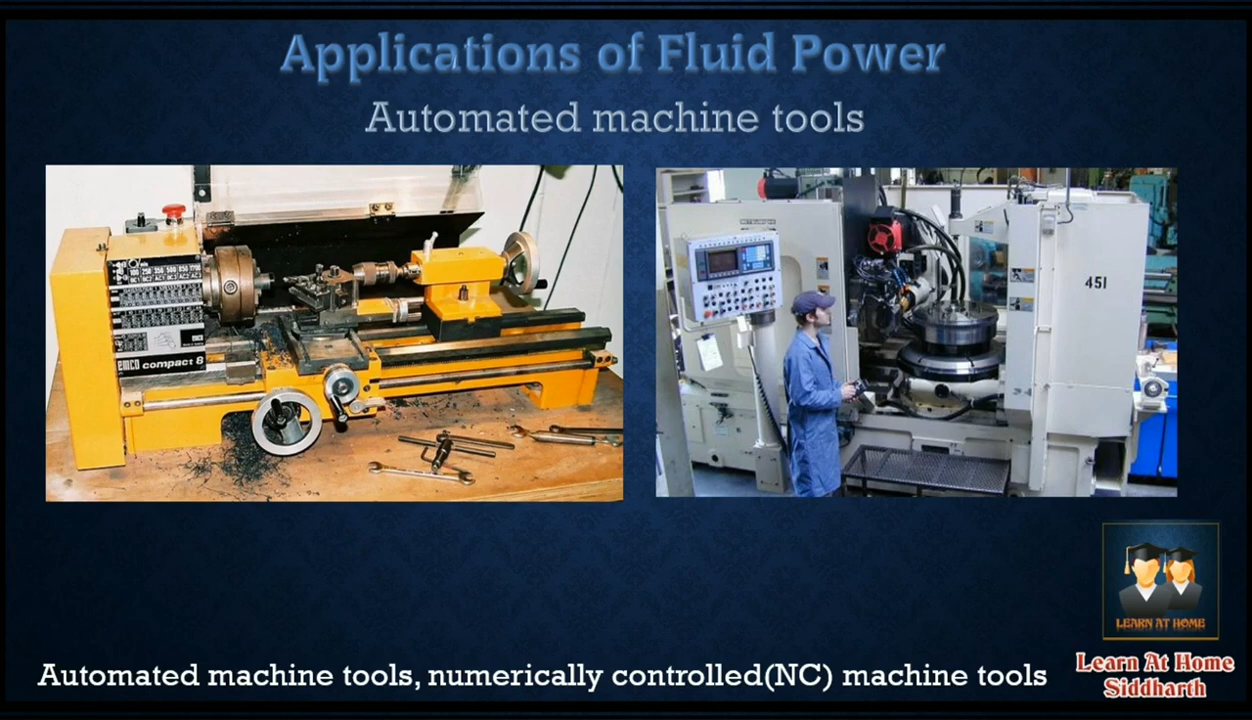 Applications of Fluid Power
Automated machine tools
EMCO compact 8
451
LEARN AT HOME
Automated machine tools, numerically controlled(NC) machine tools
Learn At Home
Siddharth